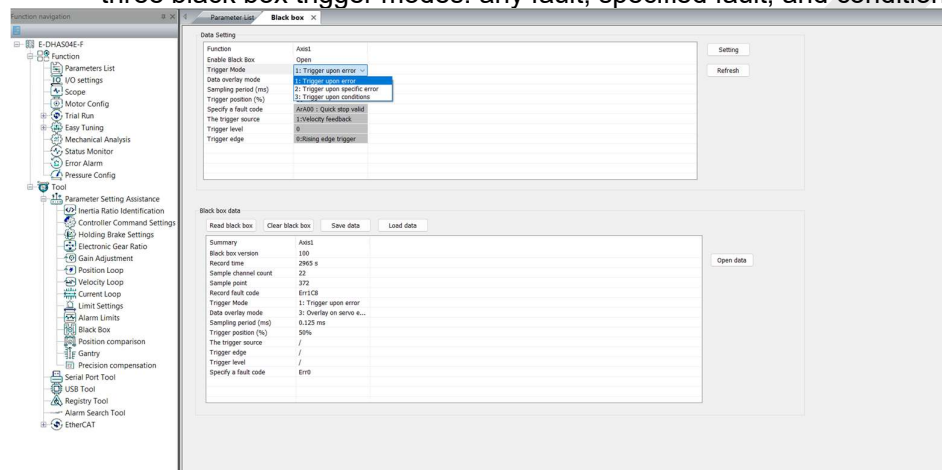 three black box trigger modes: any fault, specified fault, and condition
Function navigation
Parameter List Black box ×
E-DHAS04E-F
Function
Parameters List
I/O settings
Scope
Motor Config
Trial Run
Easy Tuning
Mechanical Analysis
Status Monitor
Error Alarm
Pressure Config
Tool
Parameter Setting Assistance
Inertia Ratio Identification
Controller Command Settings
Holding Brake Settings
Electronic Gear Ratio
Gain Adjustment
Position Loop
Velocity Loop
Current Loop
Limit Settings
Alarm Limits
Black Box
Position comparison
Gantry
Precision compensation
Serial Port Tool
USB Tool
Registry Tool
Alarm Search Tool
EtherCAT
Data Setting
Function Axis1
Enable Black Box Open
Trigger Mode 1: Trigger upon error
Data overlay mode 1: Trigger upon error
Sampling period (ms) 2: Trigger upon specific error
Trigger position (%) 3: Trigger upon conditions
Specify a fault code ArA00 : Quick stop valid
The trigger source 1:Velocity feedback
Trigger level 0
Trigger edge 0:Rising edge trigger
Setting
Refresh
Black box data
Read black box Clear black box Save data Load data
Summary Axis1
Black box version 100
Record time 2965 s
Sample channel count 22
Sample point 372
Record fault code Err1C8
Trigger Mode 1: Trigger upon error
Data overlay mode 3: Overlay on servo e...
Sampling period (ms) 0.125 ms
Trigger position (%) 50%
The trigger source /
Trigger edge /
Trigger level /
Specify a fault code Err0
Open data